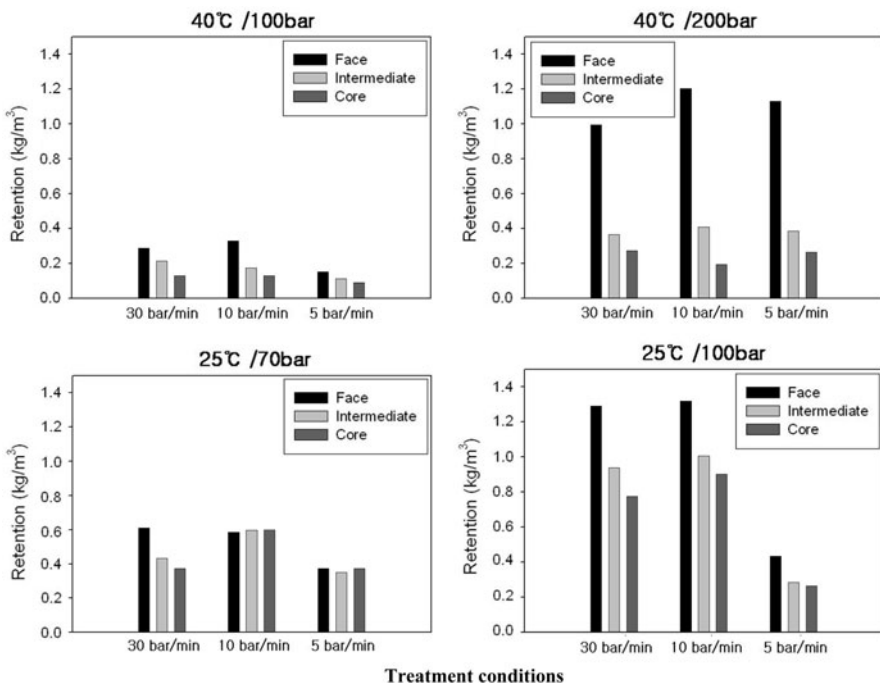 40℃ /100bar
Retention (kg/m³)
1.4
1.2
1.0
0.8
0.6
0.4
0.2
0.0
Face
Intermediate
Core
30 bar/min 10 bar/min 5 bar/min
40℃ /200bar
Retention (kg/m³)
1.4
1.2
1.0
0.8
0.6
0.4
0.2
0.0
Face
Intermediate
Core
30 bar/min 10 bar/min 5 bar/min
25℃ /70bar
Retention (kg/m³)
1.4
1.2
1.0
0.8
0.6
0.4
0.2
0.0
Face
Intermediate
Core
30 bar/min 10 bar/min 5 bar/min
25℃ /100bar
Retention (kg/m³)
1.4
1.2
1.0
0.8
0.6
0.4
0.2
0.0
Face
Intermediate
Core
30 bar/min 10 bar/min 5 bar/min
Treatment conditions